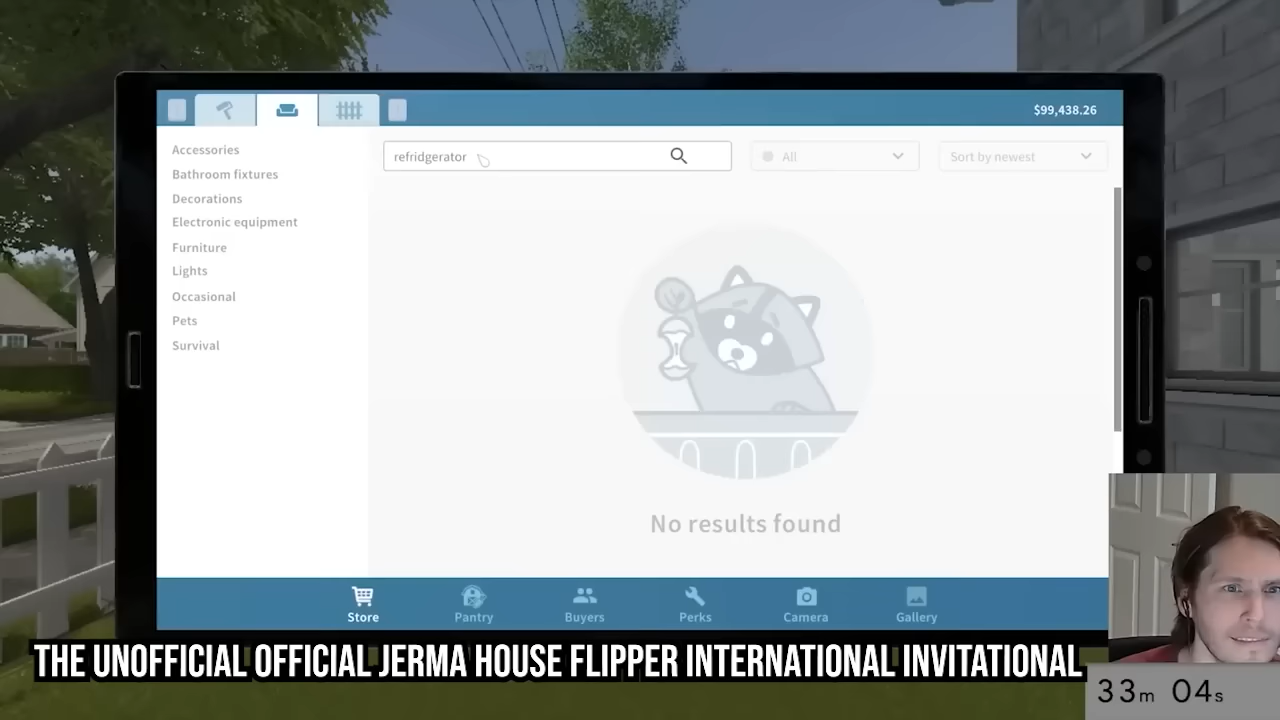 $99,438.26
Accessories
Bathroom fixtures
Decorations
Electronic equipment
Furniture
Lights
Occasional
Pets
Survival
refridgerator
All
Sort by newest
No results found
Store
Pantry
Buyers
Perks
Camera
Gallery
THE UNOFFICIAL OFFICIAL JERMA HOUSE FLIPPER INTERNATIONAL INVITATIONAL
33m 04s